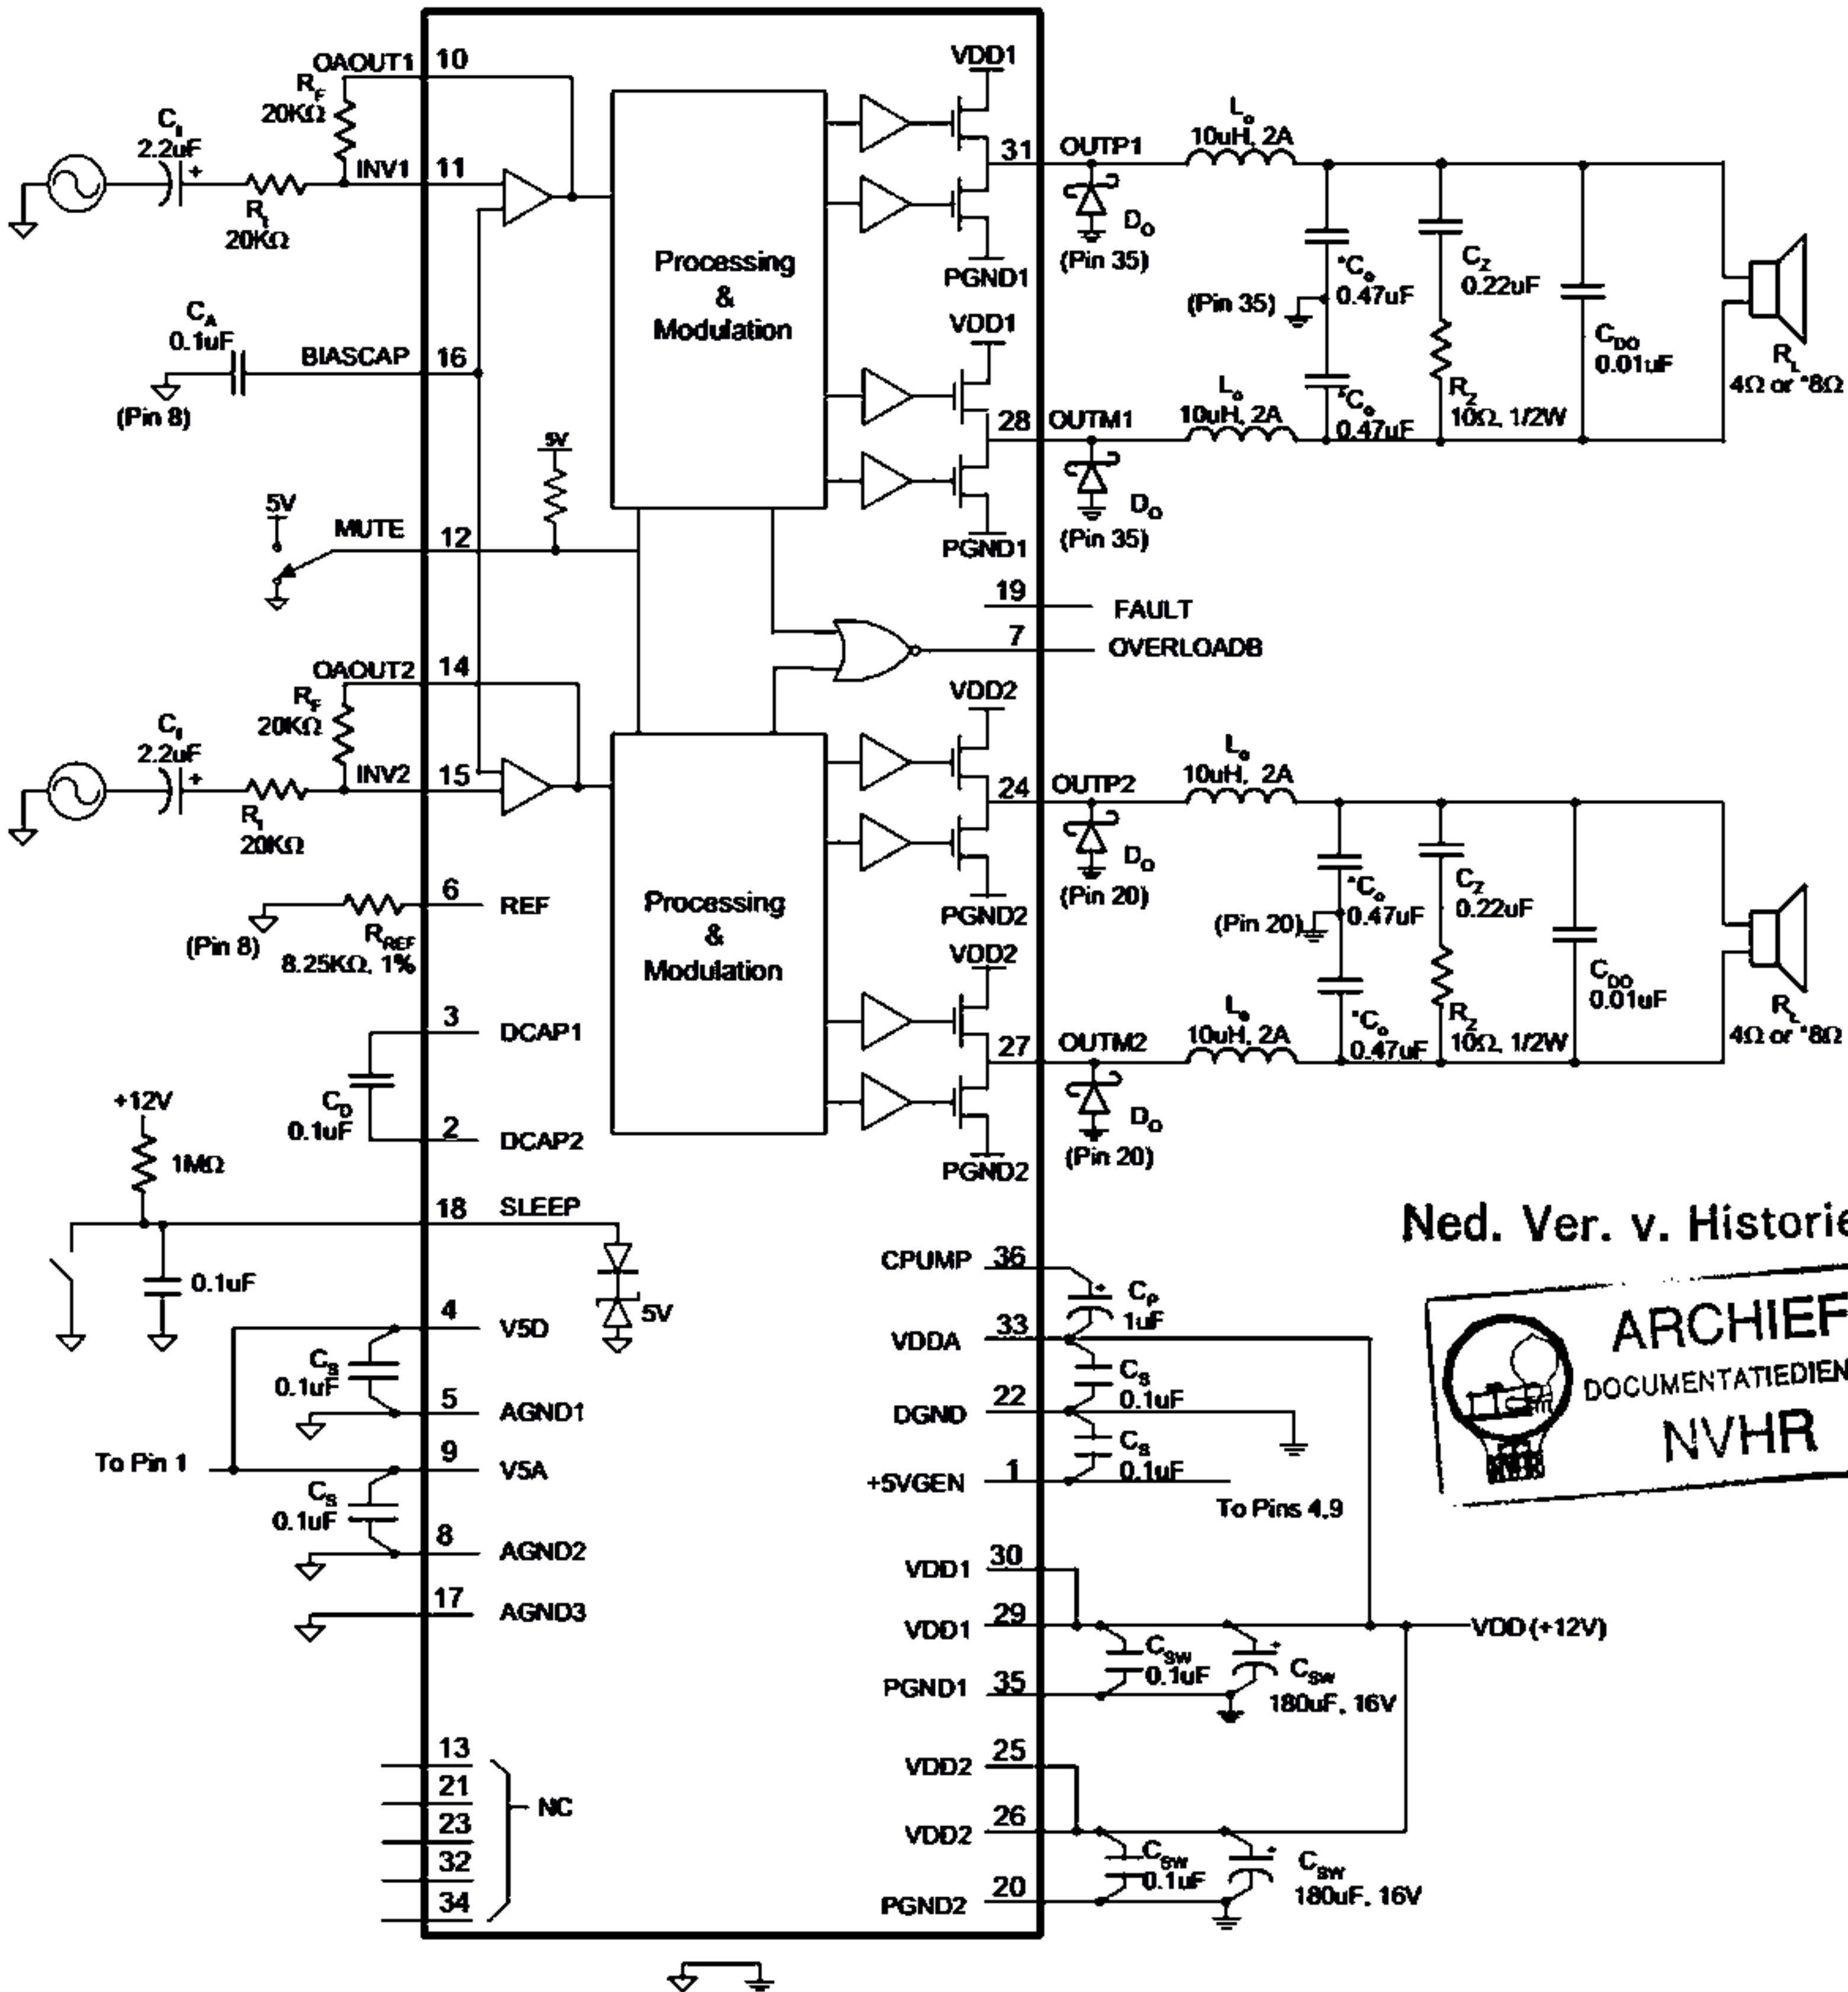 OAOUT1 10
R_F
20KΩ
C_I
2.2uF
+
INV1 11
R_I
20KΩ
C_A
0.1uF
BIASCAP 16
(Pin 8)
5V
5V
MUTE 12
Processing
&
Modulation
VDD1
PGND1
VDD1
PGND1
31 OUTP1
D_O
(Pin 35)
L_o
10uH, 2A
*C_o
0.47uF
(Pin 35)
*C_o
0.47uF
C_Z
0.22uF
R_Z
10Ω, 1/2W
C_DO
0.01uF
R_L
4Ω or *8Ω
28 OUTM1
L_o
10uH, 2A
D_O
(Pin 35)
19 FAULT
7 OVERLOADB
OAOUT2 14
R_F
20KΩ
C_I
2.2uF
+
INV2 15
R_I
20KΩ
6 REF
(Pin 8)
R_REF
8.25KΩ, 1%
Processing
&
Modulation
VDD2
PGND2
VDD2
PGND2
24 OUTP2
D_O
(Pin 20)
L_o
10uH, 2A
*C_o
0.47uF
(Pin 20)
*C_o
0.47uF
C_Z
0.22uF
R_Z
10Ω, 1/2W
C_DO
0.01uF
R_L
4Ω or *8Ω
27 OUTM2
L_o
10uH, 2A
D_O
(Pin 20)
3 DCAP1
C_D
0.1uF
2 DCAP2
+12V
1MΩ
18 SLEEP
0.1uF
5V
4 V5D
C_S
0.1uF
5 AGND1
To Pin 1
9 V5A
C_S
0.1uF
8 AGND2
17 AGND3
13
21
23
32
34
NC
CPUMP 36
+
C_P
1uF
VDDA 33
C_S
0.1uF
DGND 22
C_S
0.1uF
+5VGEN 1
To Pins 4,9
VDD1 30
VDD1 29
VDD (+12V)
C_SW
0.1uF
+
C_SW
180uF, 16V
PGND1 35
VDD2 25
VDD2 26
C_SW
0.1uF
+
C_SW
180uF, 16V
PGND2 20
Ned. Ver. v. Historie
ARCHIEF
DOCUMENTATIEDIEN
NVHR